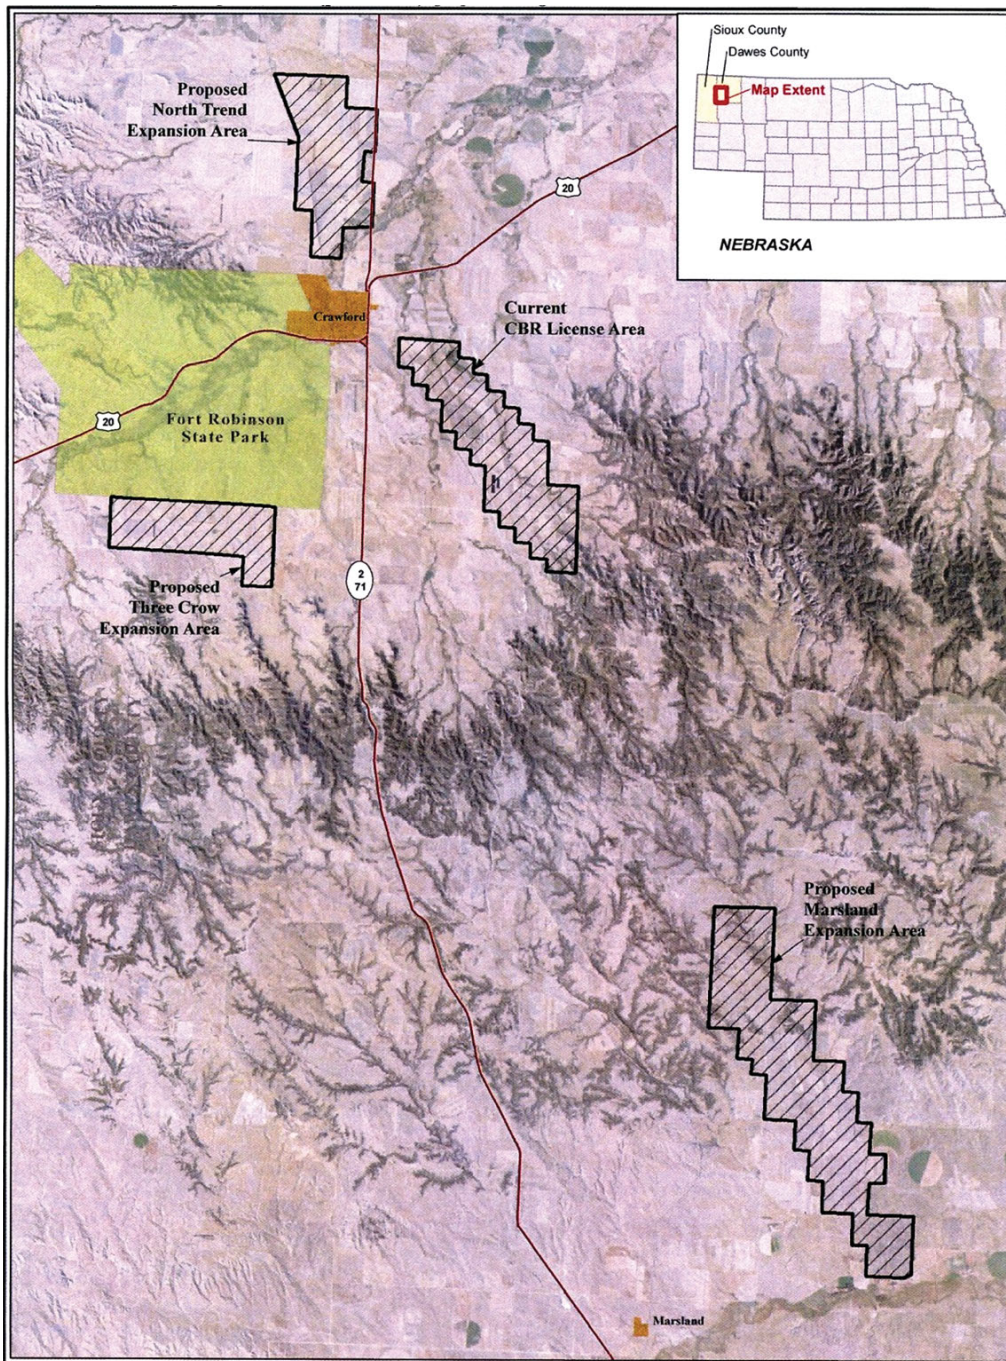 Sioux County
Dawes County
Map Extent
NEBRASKA
Proposed
North Trend
Expansion Area
20
Crawford
Current
CBR License Area
20
Fort Robinson
State Park
2
71
Proposed
Three Crow
Expansion Area
Proposed
Marsland
Expansion Area
Marsland